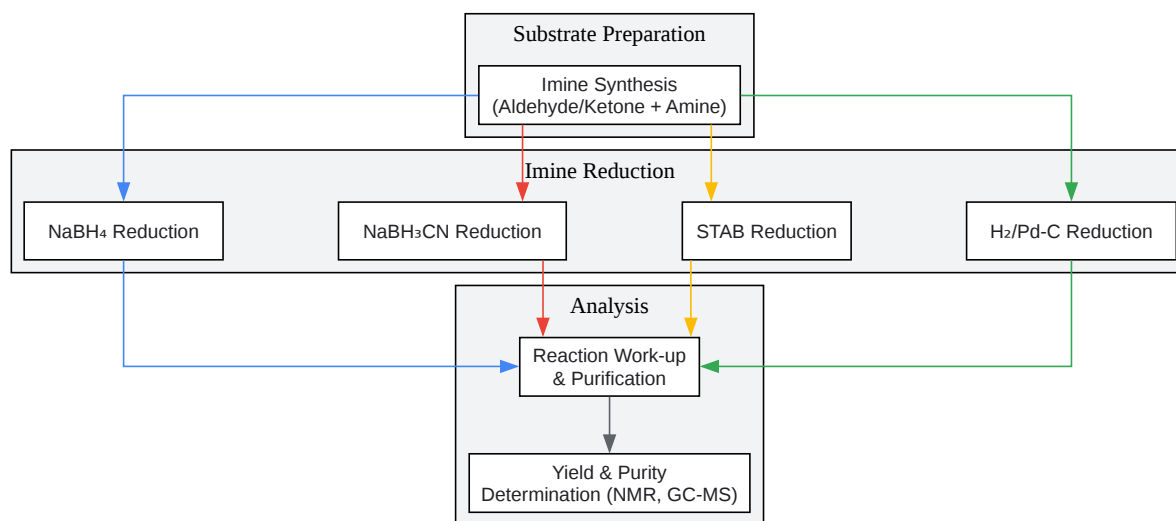 Substrate Preparation
Imine Synthesis
(Aldehyde/Ketone + Amine)
Imine Reduction
NaBH₄ Reduction
NaBH₃CN Reduction
STAB Reduction
H₂/Pd-C Reduction
Analysis
Reaction Work-up
& Purification
Yield & Purity
Determination (NMR, GC-MS)